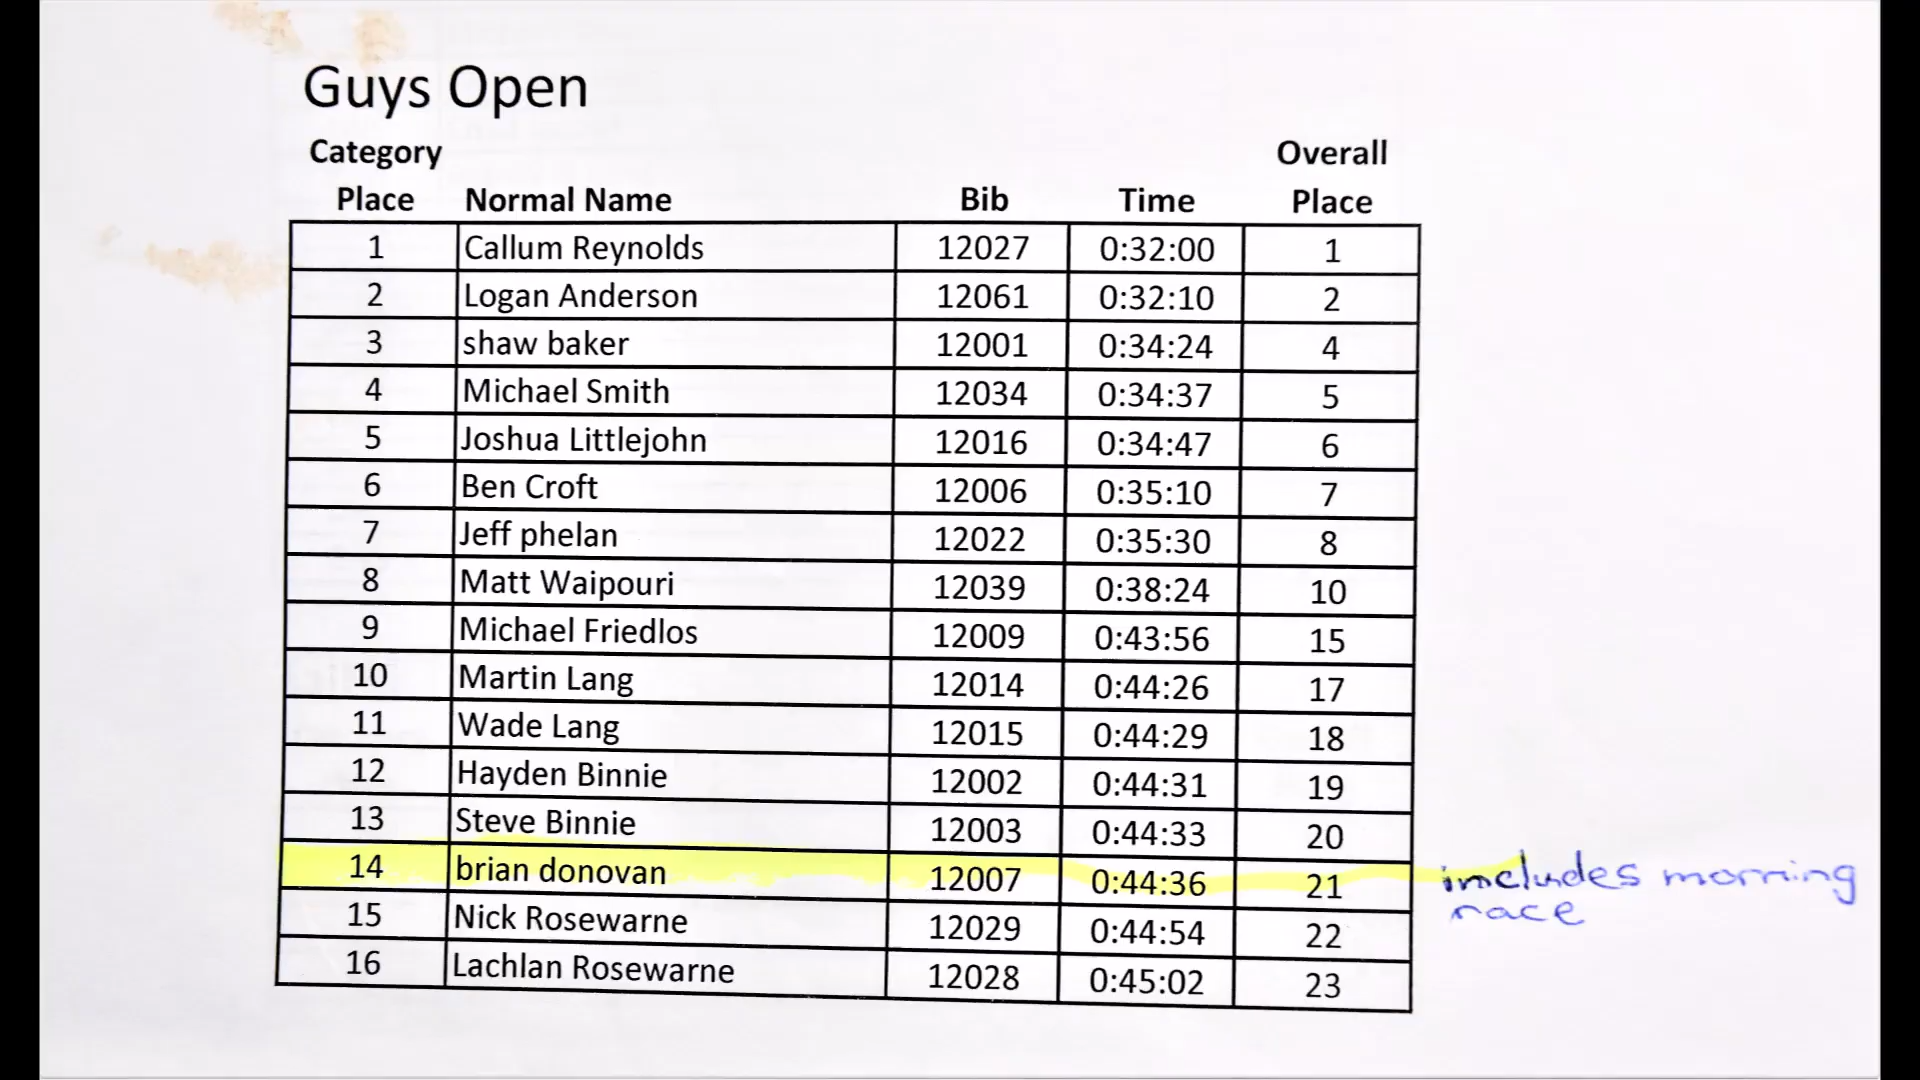 Guys Open
Category Place Normal Name Bib Time Overall Place
1 Callum Reynolds 12027 0:32:00 1
2 Logan Anderson 12061 0:32:10 2
3 shaw baker 12001 0:34:24 4
4 Michael Smith 12034 0:34:37 5
5 Joshua Littlejohn 12016 0:34:47 6
6 Ben Croft 12006 0:35:10 7
7 Jeff phelan 12022 0:35:30 8
8 Matt Waipouri 12039 0:38:24 10
9 Michael Friedlos 12009 0:43:56 15
10 Martin Lang 12014 0:44:26 17
11 Wade Lang 12015 0:44:29 18
12 Hayden Binnie 12002 0:44:31 19
13 Steve Binnie 12003 0:44:33 20
14 brian donovan 12007 0:44:36 21 includes morning
race
15 Nick Rosewarne 12029 0:44:54 22
16 Lachlan Rosewarne 12028 0:45:02 23